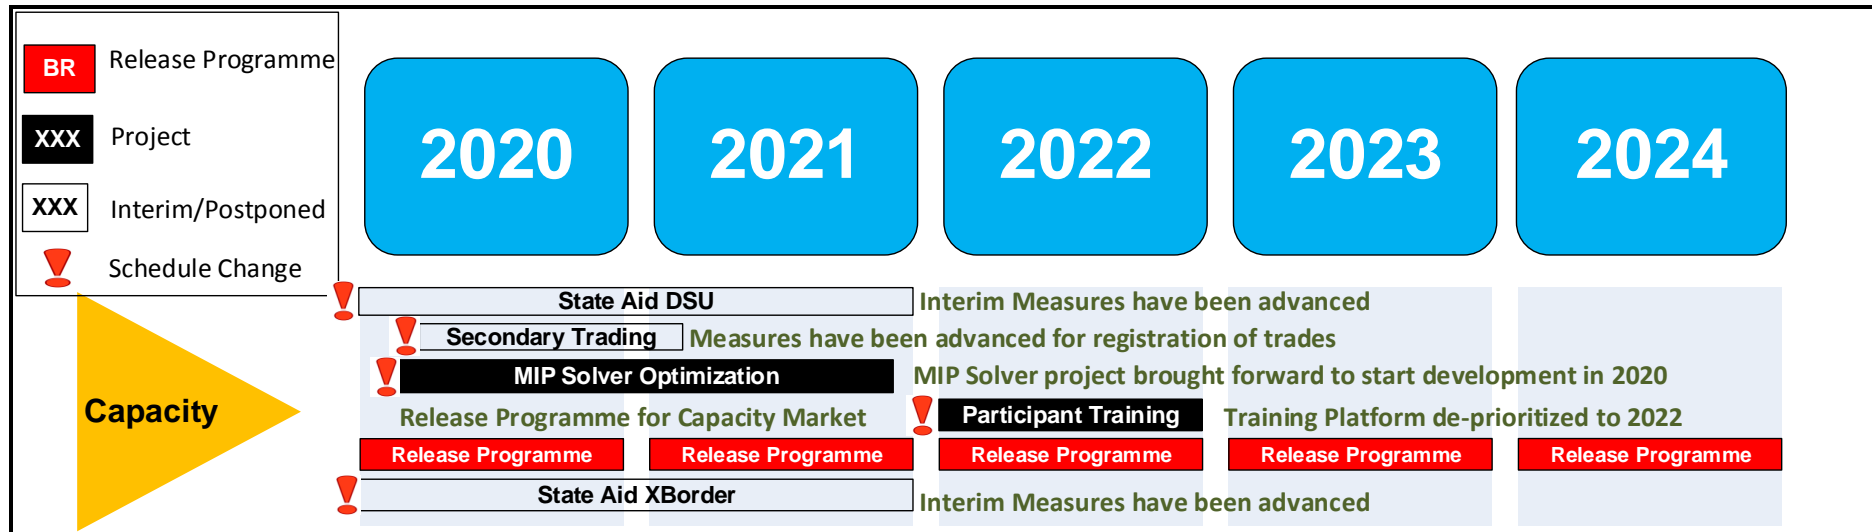 BR Release Programme
XXX Project
XXX Interim/Postponed
Schedule Change
2020 2021 2022 2023 2024
Capacity
State Aid DSU Interim Measures have been advanced
Secondary Trading Measures have been advanced for registration of trades
MIP Solver Optimization MIP Solver project brought forward to start development in 2020
Release Programme for Capacity Market Participant Training Training Platform de-prioritized to 2022
Release Programme Release Programme Release Programme Release Programme Release Programme
State Aid XBorder Interim Measures have been advanced